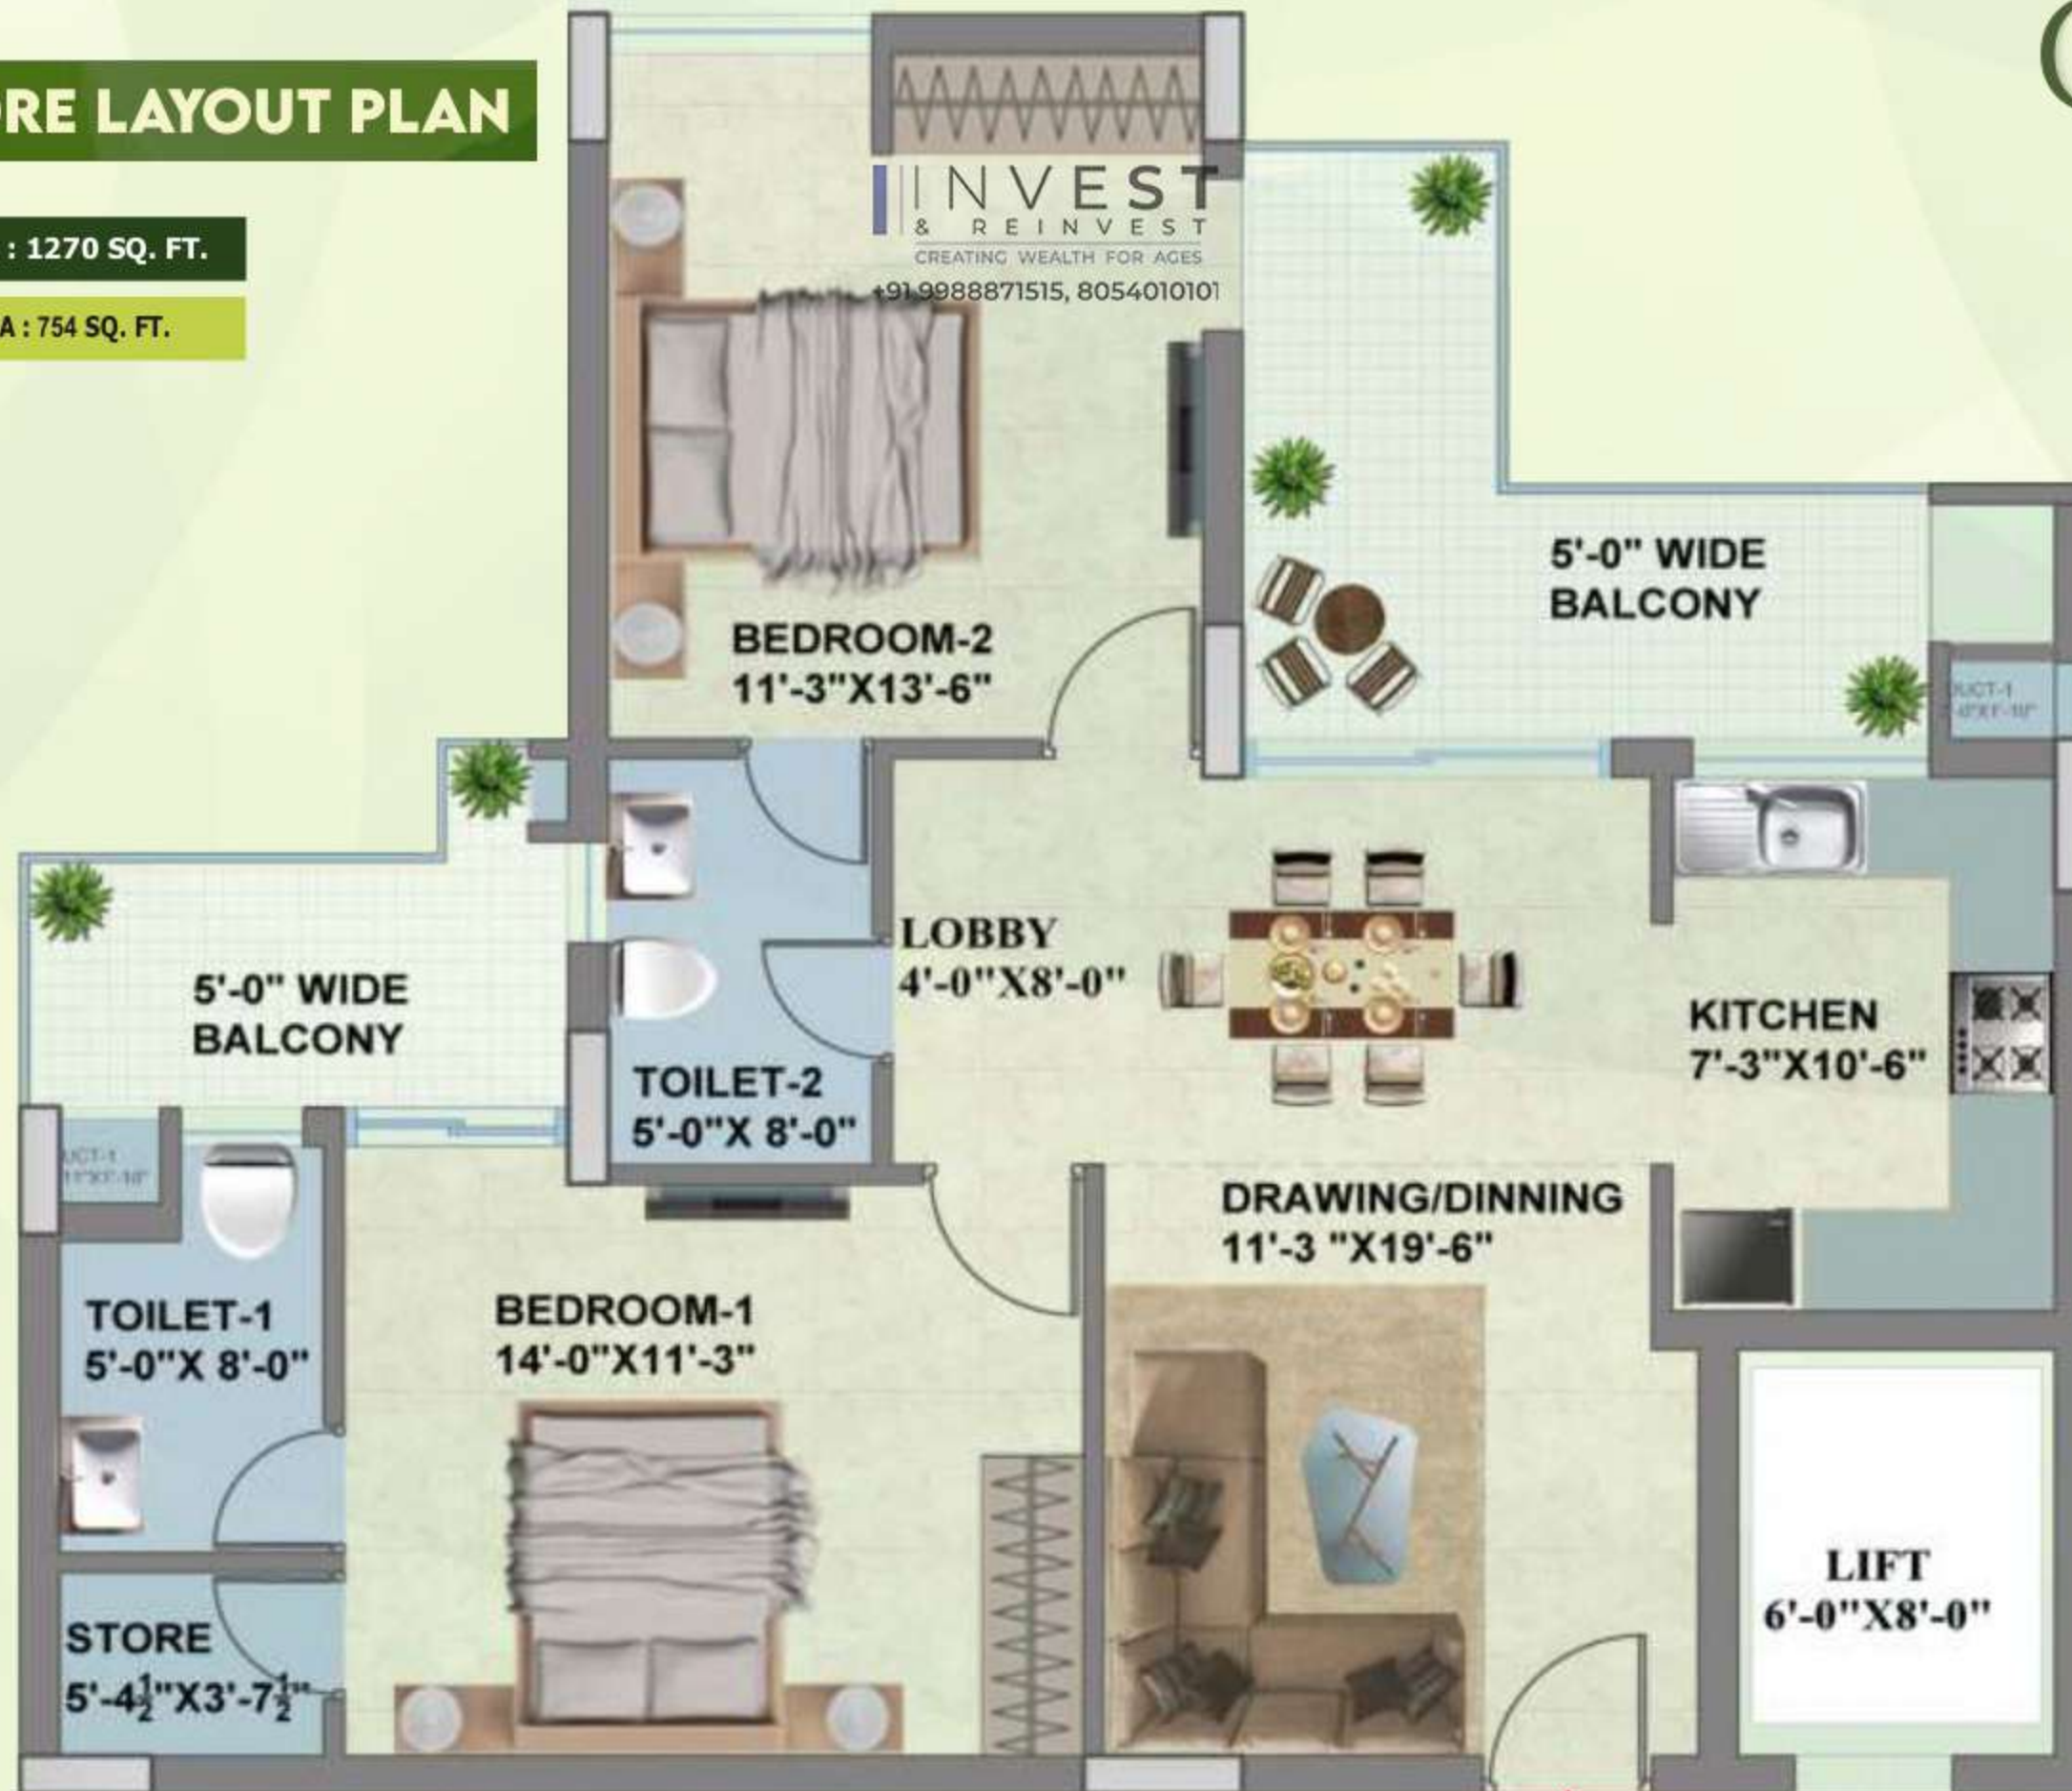 RE LAYOUT PLAN
: 1270 SQ. FT.
A : 754 SQ. FT.
INVEST
& REINVEST
CREATING WEALTH FOR AGES
+91 9988871515, 8054010101
5'-0" WIDE
BALCONY
BEDROOM-2
11'-3"X13'-6"
UCT-1
LOBBY
4'-0"X8'-0"
5'-0" WIDE
BALCONY
KITCHEN
7'-3"X10'-6"
TOILET-2
5'-0"X 8'-0"
UCT-1
DRAWING/DINNING
11'-3 "X19'-6"
TOILET-1
5'-0"X 8'-0"
BEDROOM-1
14'-0"X11'-3"
LIFT
6'-0"X8'-0"
STORE
5'-4½"X3'-7½"